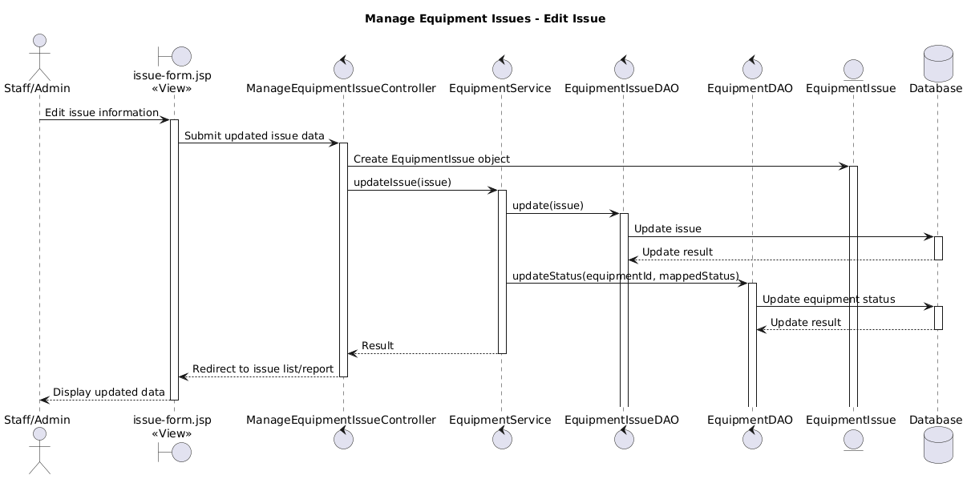 Manage Equipment Issues - Edit Issue
Staff/Admin
issue-form.jsp
«View»
ManageEquipmentIssueController
EquipmentService
EquipmentIssueDAO
EquipmentDAO
EquipmentIssue
Database
Edit issue information
Submit updated issue data
Create EquipmentIssue object
updateIssue(issue)
update(issue)
Update issue
Update result
updateStatus(equipmentId, mappedStatus)
Update equipment status
Update result
Result
Redirect to issue list/report
Display updated data
Staff/Admin
issue-form.jsp
«View»
ManageEquipmentIssueController
EquipmentService
EquipmentIssueDAO
EquipmentDAO
EquipmentIssue
Database